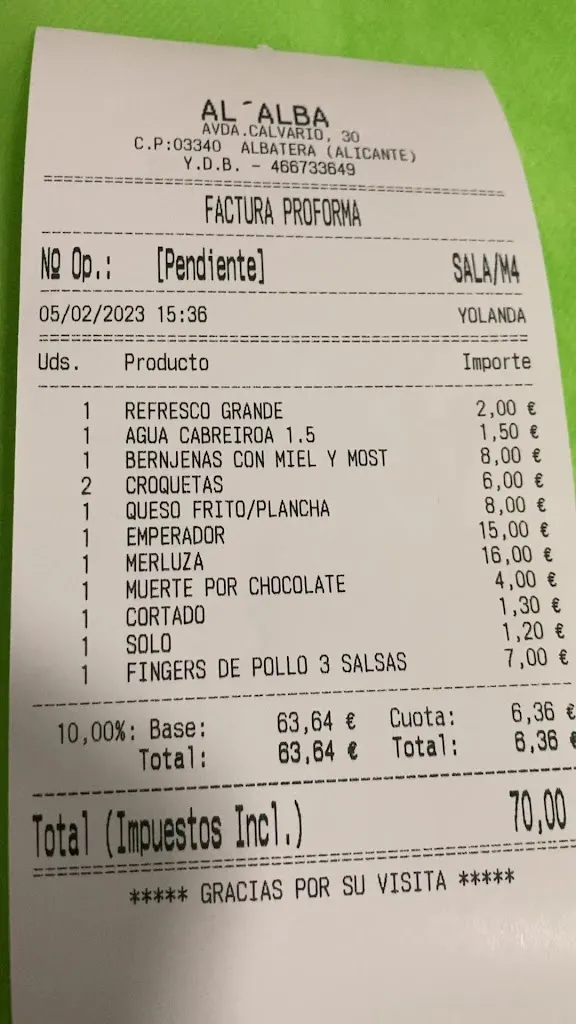 AL´ALBA
AVDA.CALVARIO, 30
C.P:03340 ALBATERA (ALICANTE)
Y.D.B. - 466733649
FACTURA PROFORMA
Nº Op.: [Pendiente] SALA/M4
05/02/2023 15:36 YOLANDA
Uds. Producto Importe
1 REFRESCO GRANDE 2,00 €
1 AGUA CABREIROA 1.5 1,50 €
1 BERNJENAS CON MIEL Y MOST 8,00 €
2 CROQUETAS 6,00 €
1 QUESO FRITO/PLANCHA 8,00 €
1 EMPERADOR 15,00 €
1 MERLUZA 16,00 €
1 MUERTE POR CHOCOLATE 4,00 €
1 CORTADO 1,30 €
1 SOLO 1,20 €
1 FINGERS DE POLLO 3 SALSAS 7,00 €
10,00%: Base: 63,64 € Cuota: 6,36 €
Total: 63,64 € Total: 6,36 €
Total (Impuestos Incl.) 70,00
***** GRACIAS POR SU VISITA *****